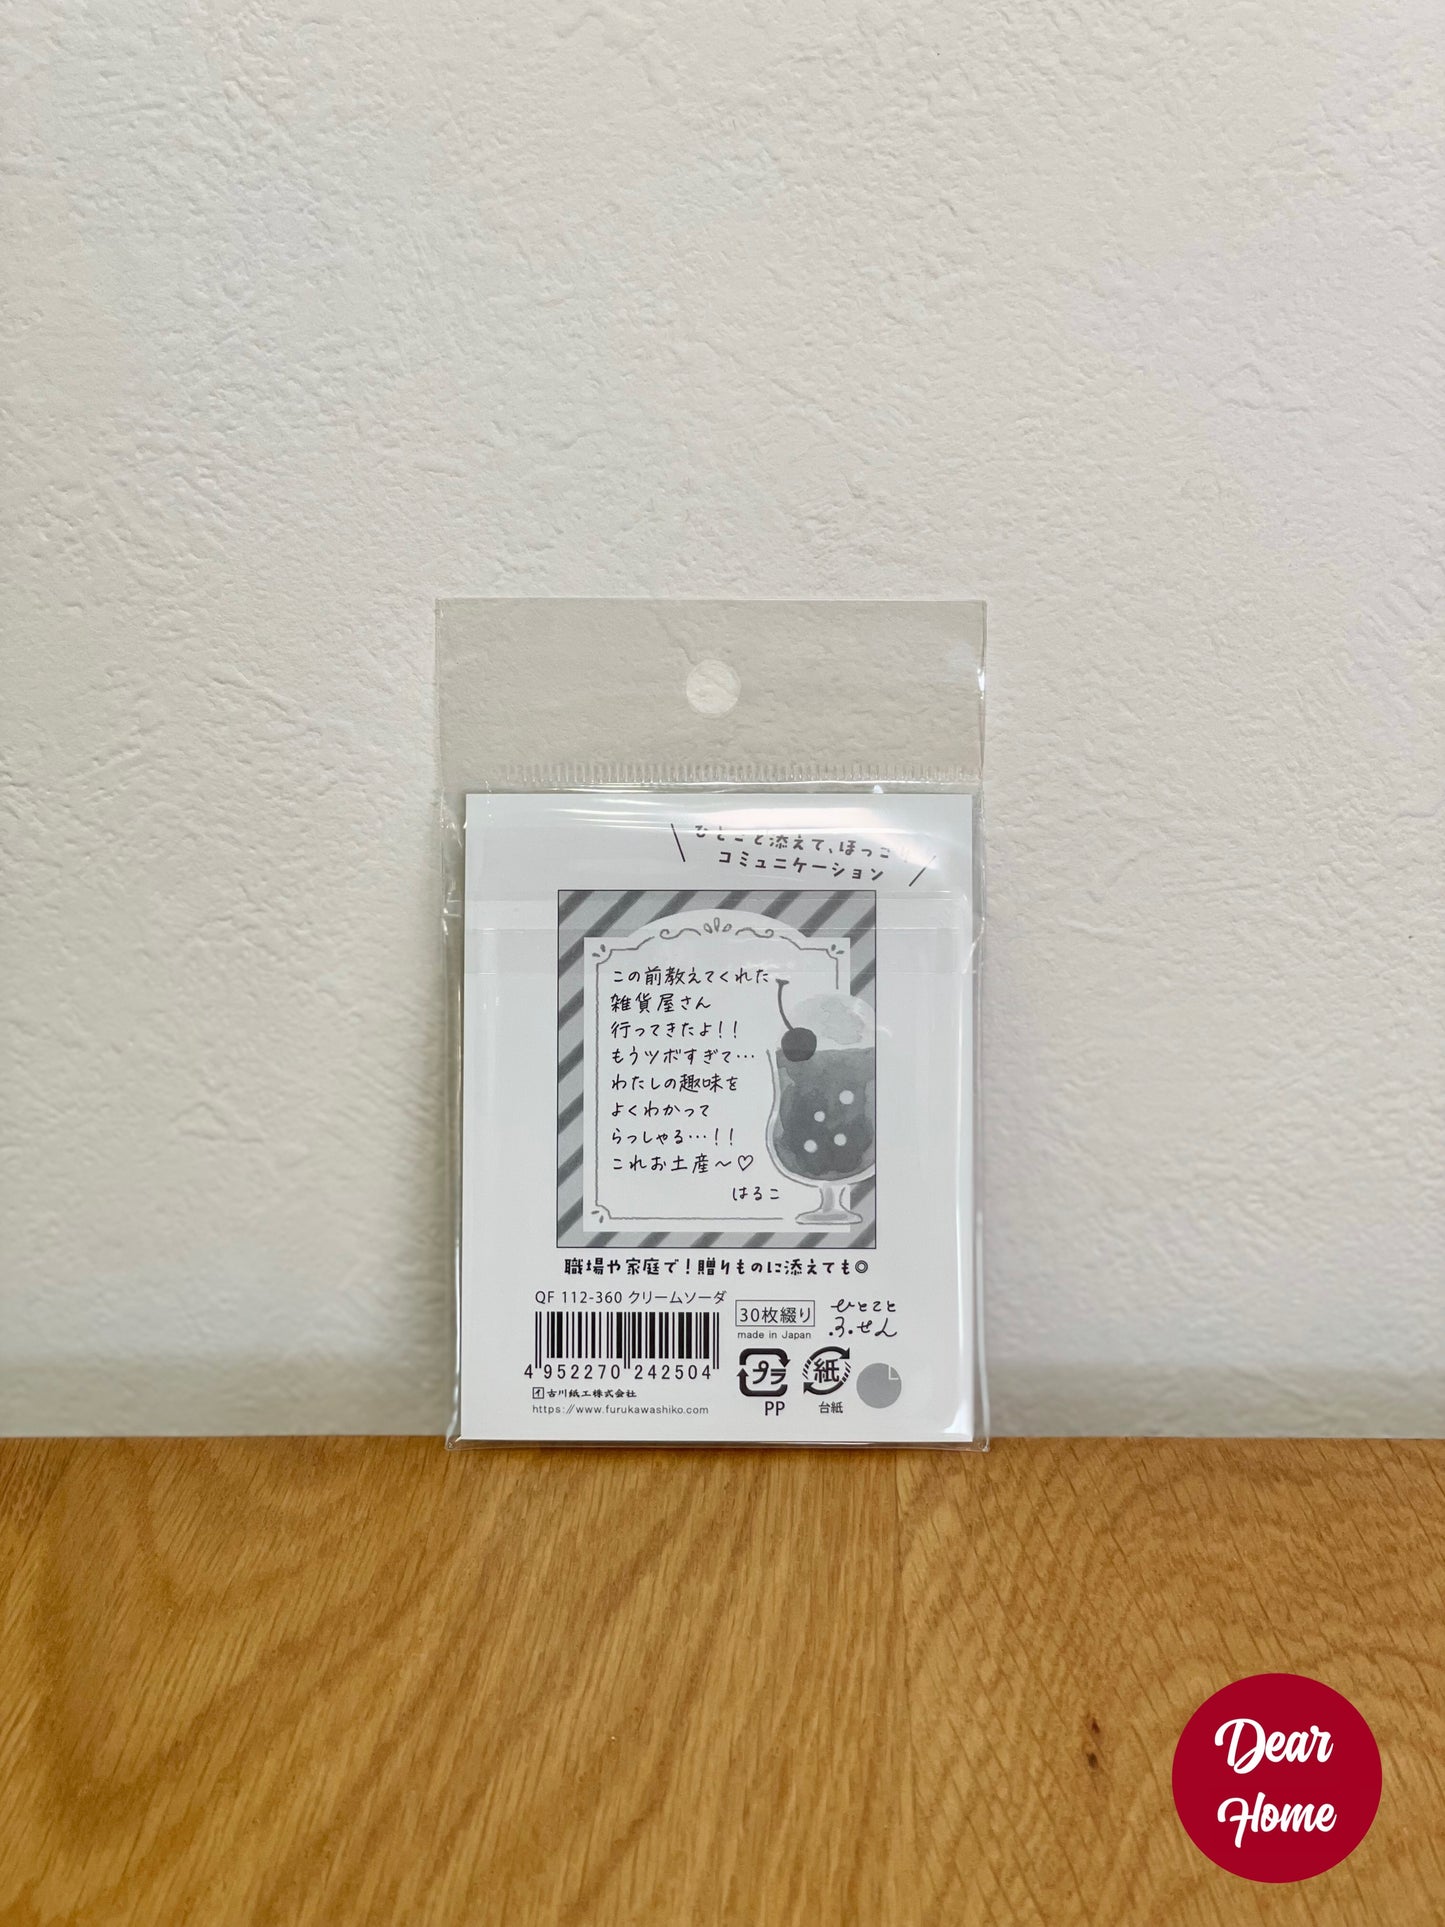 ひとこと添えて、ほっこり
コミュニケーション
この前教えてくれた
雑貨屋さん
行ってきたよ!!
もうツボすぎて…
わたしの趣味を
よくわかって
らっしゃる…!!
これお土産〜♡
はるこ
職場や家庭で!贈りものに添えても◎
QF 112-360 クリームソーダ
30枚綴り
made in Japan
ひとこと
ふせん
4 952270 242504
古川紙工株式会社
https://www.furukawashiko.com
プラ
PP
紙
台紙
Dear
Home